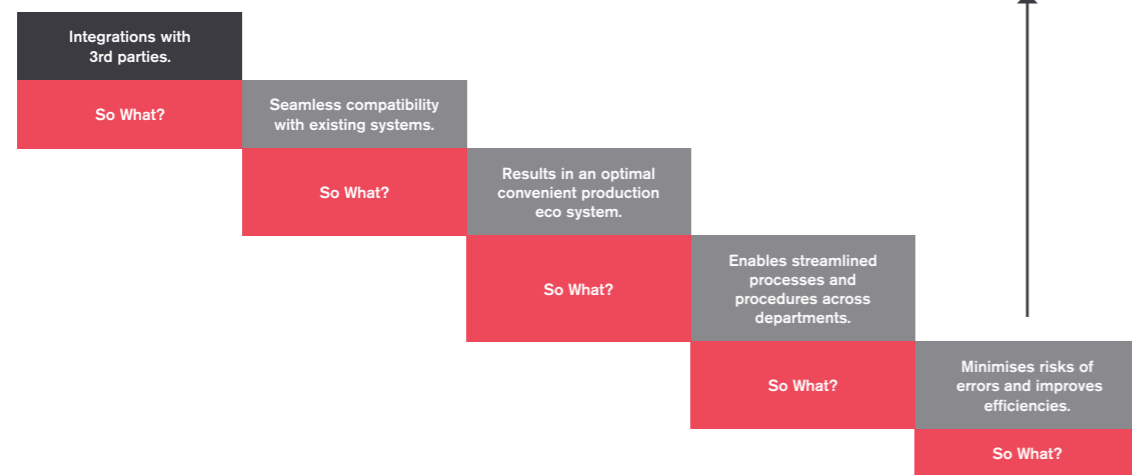 Integrations with
3rd parties.
So What?
Seamless compatibility
with existing systems.
So What?
Results in an optimal
convenient production
eco system.
So What?
Enables streamlined
processes and
procedures across
departments.
So What?
Minimises risks of
errors and improves
efficiencies.
So What?